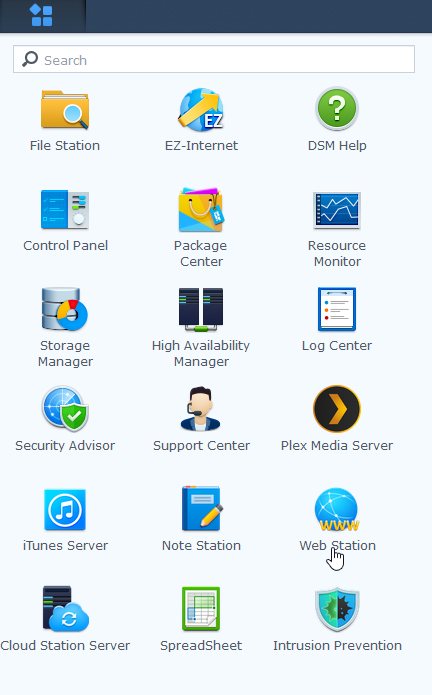 Search
File Station
EZ
EZ-Internet
DSM Help
Control Panel
Package
Center
Resource
Monitor
Storage
Manager
High Availability
Manager
Log Center
Security Advisor
Support Center
Plex Media Server
iTunes Server
Note Station
WWW
Web Station
Cloud Station Server
SpreadSheet
Intrusion Prevention